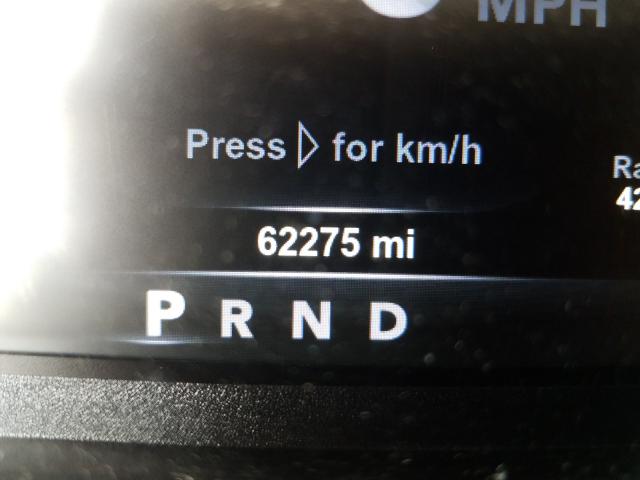 MPH
Press ▷ for km/h
62275 mi
P R N D